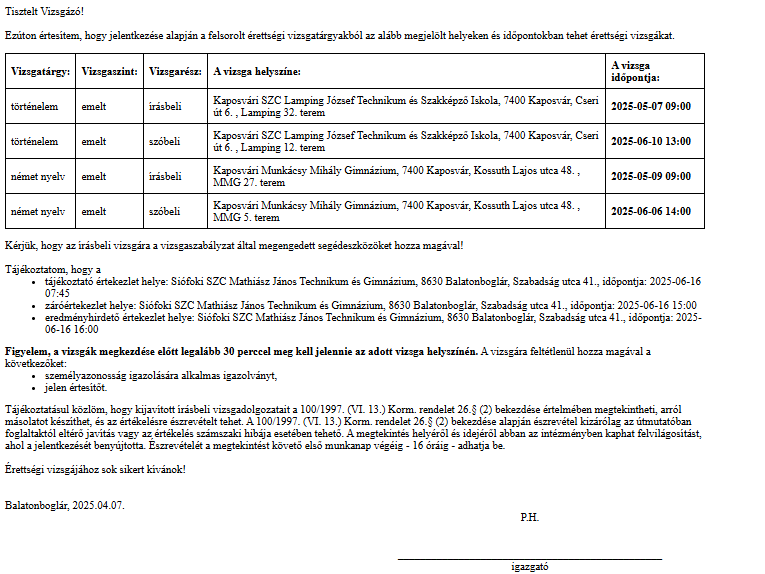 Tisztelt Vizsgázó!
Ezúton értesítem, hogy jelentkezése alapján a felsorolt érettségi vizsgatárgyakból az alább megjelölt helyeken és időpontokban tehet érettségi vizsgákat.
Vizsgatárgy: Vizsgaszint: Vizsgarész: A vizsga helyszíne: A vizsga időpontja:
történelem emelt írásbeli Kaposvári SZC Lamping József Technikum és Szakképző Iskola, 7400 Kaposvár, Cseri út 6. , Lamping 32. terem 2025-05-07 09:00
történelem emelt szóbeli Kaposvári SZC Lamping József Technikum és Szakképző Iskola, 7400 Kaposvár, Cseri út 6. , Lamping 12. terem 2025-06-10 13:00
német nyelv emelt írásbeli Kaposvári Munkácsy Mihály Gimnázium, 7400 Kaposvár, Kossuth Lajos utca 48. , MMG 27. terem 2025-05-09 09:00
német nyelv emelt szóbeli Kaposvári Munkácsy Mihály Gimnázium, 7400 Kaposvár, Kossuth Lajos utca 48. , MMG 5. terem 2025-06-06 14:00
Kérjük, hogy az írásbeli vizsgára a vizsgaszabályzat által megengedett segédeszközöket hozza magával!
Tájékoztatom, hogy a
• tájékoztató értekezlet helye: Siófoki SZC Mathiász János Technikum és Gimnázium, 8630 Balatonboglár, Szabadság utca 41., időpontja: 2025-06-16
07:45
• záróértekezlet helye: Siófoki SZC Mathiász János Technikum és Gimnázium, 8630 Balatonboglár, Szabadság utca 41., időpontja: 2025-06-16 15:00
• eredményhirdető értekezlet helye: Siófoki SZC Mathiász János Technikum és Gimnázium, 8630 Balatonboglár, Szabadság utca 41., időpontja: 2025-
06-16 16:00
Figyelem, a vizsgák megkezdése előtt legalább 30 perccel meg kell jelennie az adott vizsga helyszínén. A vizsgára feltétlenül hozza magával a
következőket:
• személyazonosság igazolására alkalmas igazolványt,
• jelen értesítőt.
Tájékoztatásul közlöm, hogy kijavított írásbeli vizsgadolgozatait a 100/1997. (VI. 13.) Korm. rendelet 26.§ (2) bekezdése értelmében megtekintheti, arról
másolatot készíthet, és az értékelésre észrevételt tehet. A 100/1997. (VI. 13.) Korm. rendelet 26.§ (2) bekezdése alapján észrevétel kizárólag az útmutatóban
foglaltaktól eltérő javítás vagy az értékelés számszaki hibája esetében tehető. A megtekintés helyéről és idejéről abban az intézményben kaphat felvilágosítást,
ahol a jelentkezését benyújtotta. Észrevételét a megtekintést követő első munkanap végéig - 16 óráig - adhatja be.
Érettségi vizsgájához sok sikert kívánok!
Balatonboglár, 2025.04.07.
P.H.
igazgató